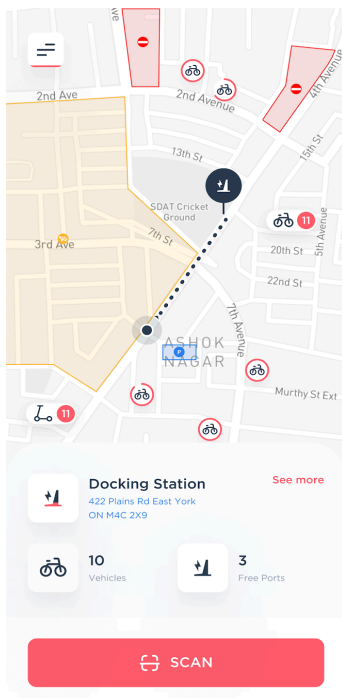 ve
2nd Ave
2nd Avenue
4th Avenue
13th St
15th St
SDAT Cricket
Ground
11
5th Avenue
7th St
3rd Ave
20th St
22nd St
7th Avenue
ASHOK
NAGAR
P
Murthy St Ext
11
Docking Station
See more
422 Plains Rd East York
ON M4C 2X9
10
Vehicles
3
Free Ports
SCAN